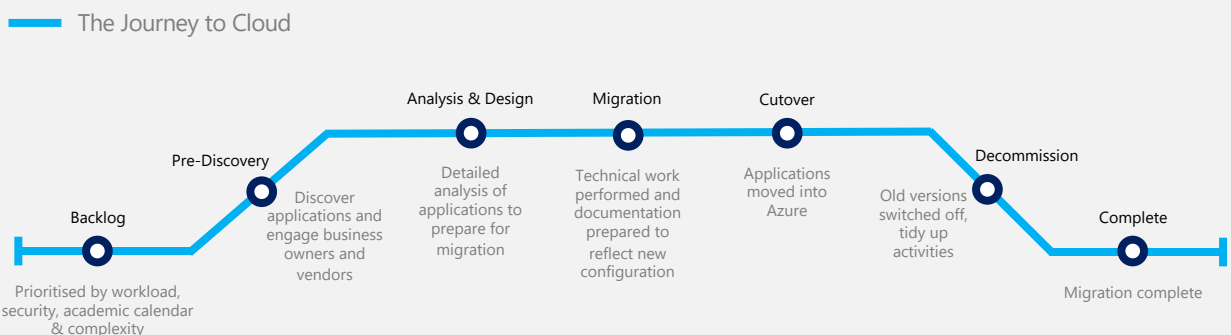 The Journey to Cloud
Backlog
Prioritised by workload,
security, academic calendar
& complexity
Pre-Discovery
Discover
applications and
engage business
owners and
vendors
Analysis & Design
Detailed
analysis of
applications to
prepare for
migration
Migration
Technical work
performed and
documentation
prepared to
reflect new
configuration
Cutover
Applications
moved into
Azure
Decommission
Old versions
switched off,
tidy up
activities
Complete
Migration complete